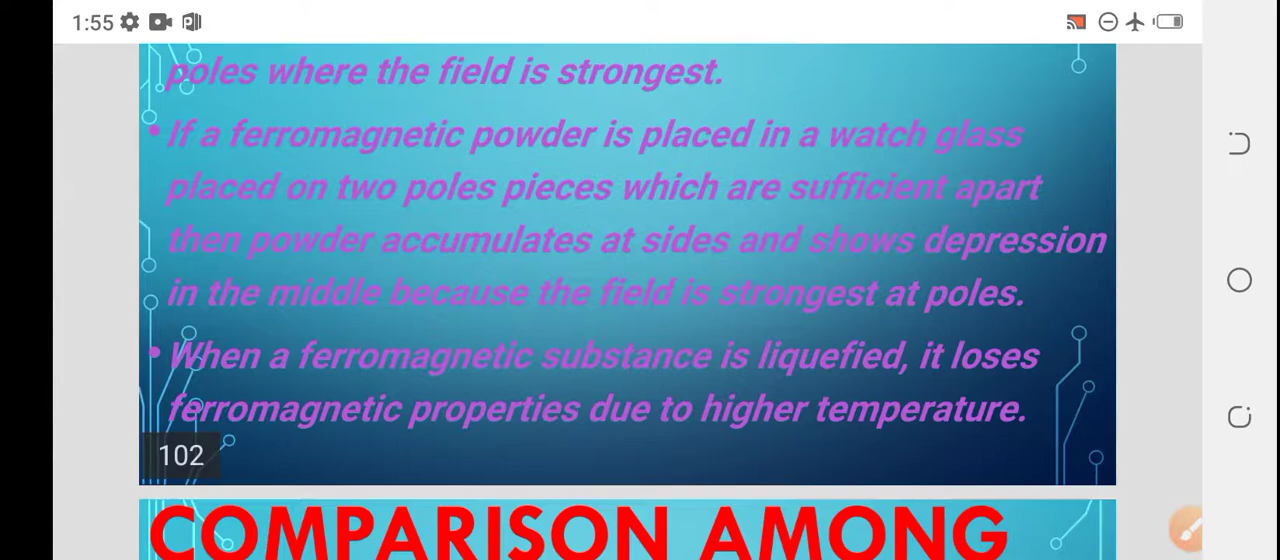 1:55
poles where the field is strongest.
• If a ferromagnetic powder is placed in a watch glass
placed on two poles pieces which are sufficient apart
then powder accumulates at sides and shows depression
in the middle because the field is strongest at poles.
• When a ferromagnetic substance is liquefied, it loses
ferromagnetic properties due to higher temperature.
102
COMPARISON AMONG